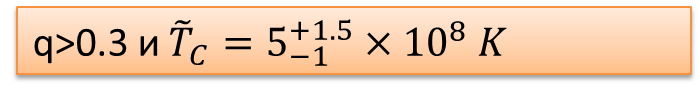 q>0.3 и T̃_C = 5^{+1.5}_{-1} × 10^8 K